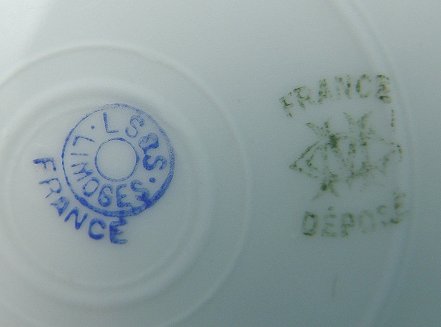 L S & S
LIMOGES
FRANCE
FRANCE
DÉPOSÉ